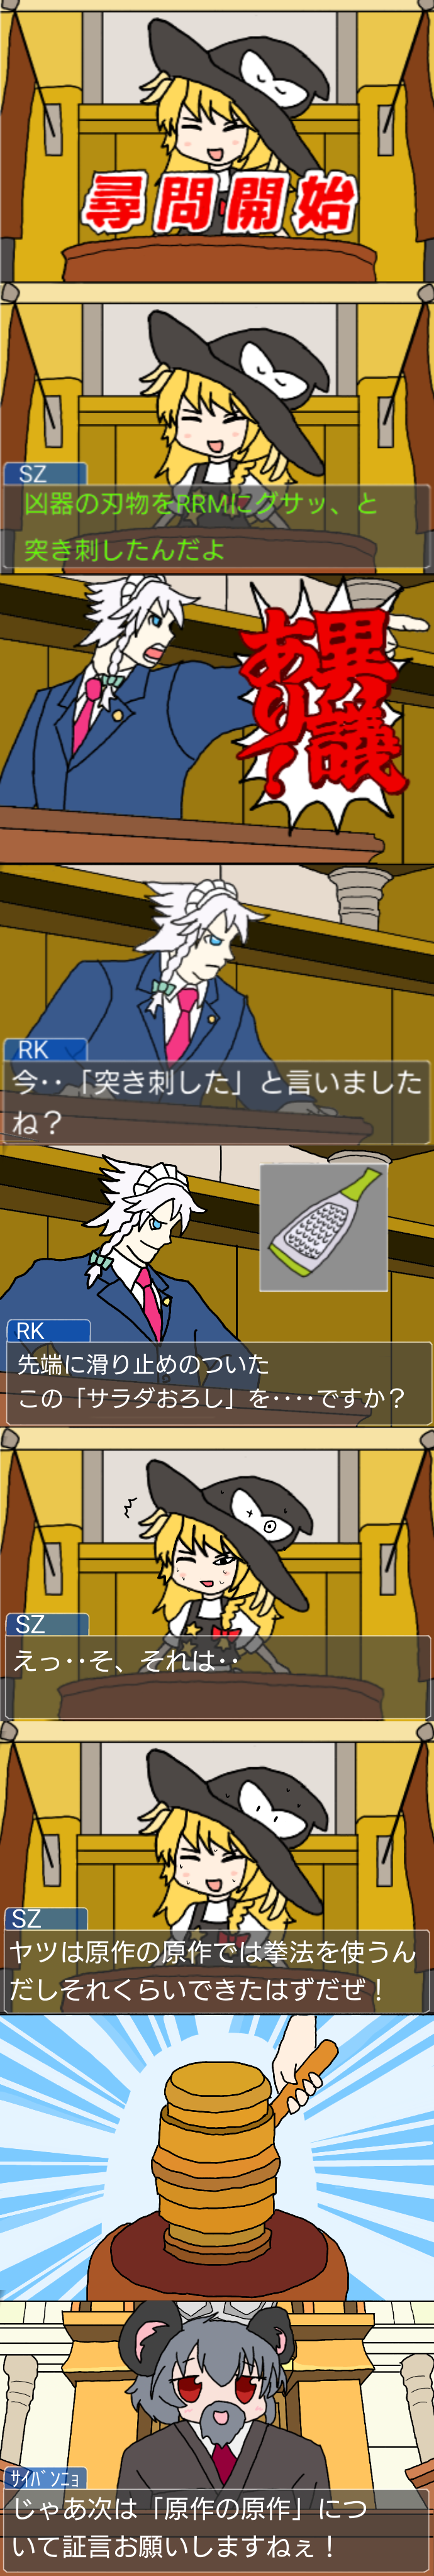 尋問開始
SZ
凶器の刃物をRRMにグサッ、と
突き刺したんだよ
異議
あり!
RK
今‥「突き刺した」と言いました
ね？
RK
先端に滑り止めのついた
この「サラダおろし」を‥‥ですか？
SZ
えっ‥そ、それは‥
SZ
ヤツは原作の原作では拳法を使うん
だしそれくらいできたはずだぜ！
ｻｲﾊﾞﾝﾆｮ
じゃあ次は「原作の原作」につ
いて証言お願いしますねぇ！